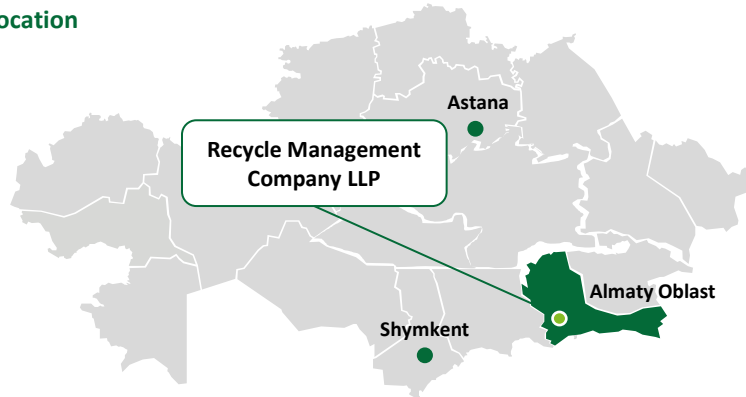 ocation
Astana
Recycle Management
Company LLP
Almaty Oblast
Shymkent